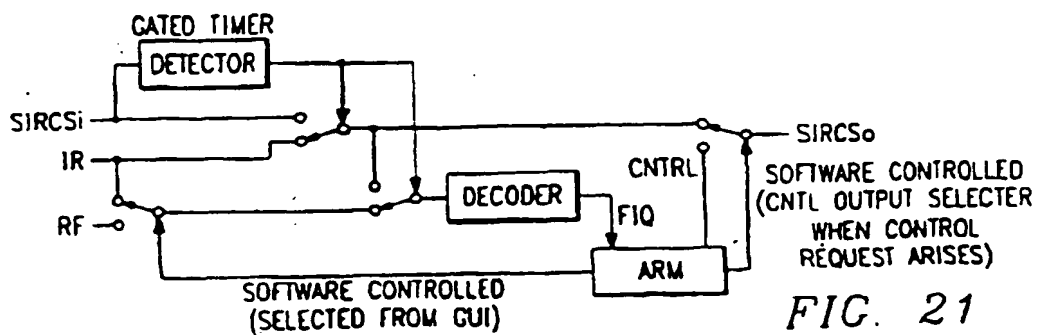 GATED TIMER
DETECTOR
SIRCSi
IR
RF
CNTRL
SIRCSo
DECODER
FIQ
ARM
SOFTWARE CONTROLLED
(CNTL OUTPUT SELECTER
WHEN CONTROL
REQUEST ARISES)
SOFTWARE CONTROLLED
(SELECTED FROM GUI)
FIG. 21